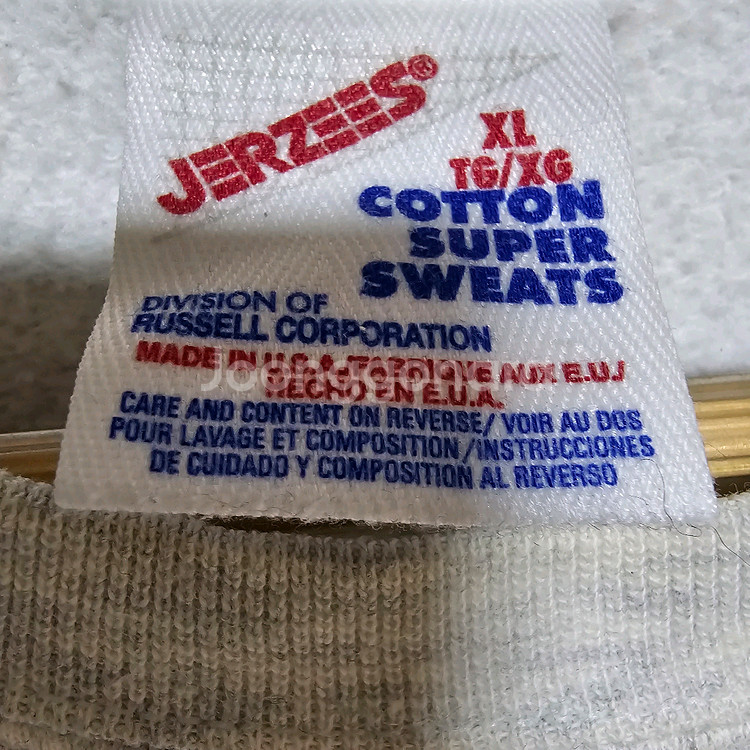 JERZEES®
XL
TG/XG
COTTON
SUPER
SWEATS
DIVISION OF
RUSSELL CORPORATION
MADE IN U.S.A./FABRIQUE AUX E.U./
HECHO EN E.U.A.
CARE AND CONTENT ON REVERSE/ VOIR AU DOS
POUR LAVAGE ET COMPOSITION /INSTRUCCIONES
DE CUIDADO Y COMPOSITION AL REVERSO